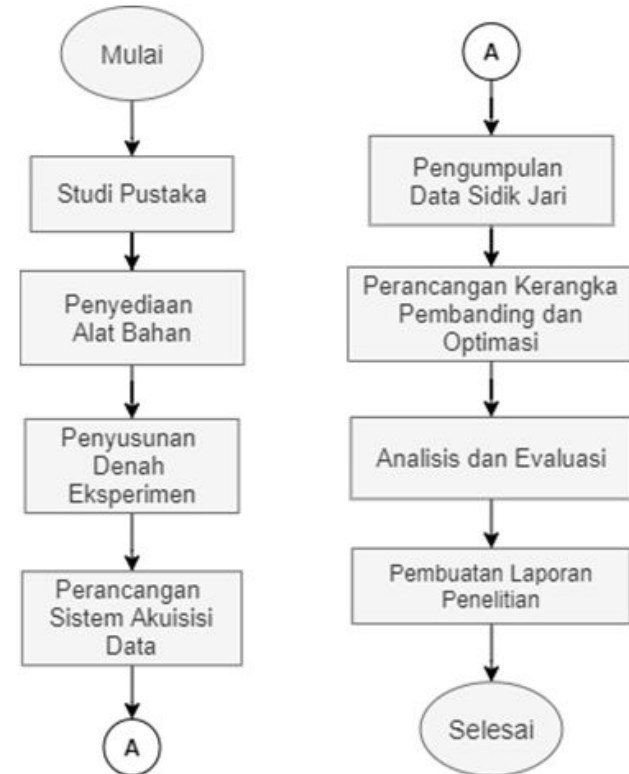 Mulai
Studi Pustaka
Penyediaan
Alat Bahan
Penyusunan
Denah
Eksperimen
Perancangan
Sistem Akuisisi
Data
A
A
Pengumpulan
Data Sidik Jari
Perancangan Kerangka
Pembanding dan
Optimasi
Analisis dan Evaluasi
Pembuatan Laporan
Penelitian
Selesai